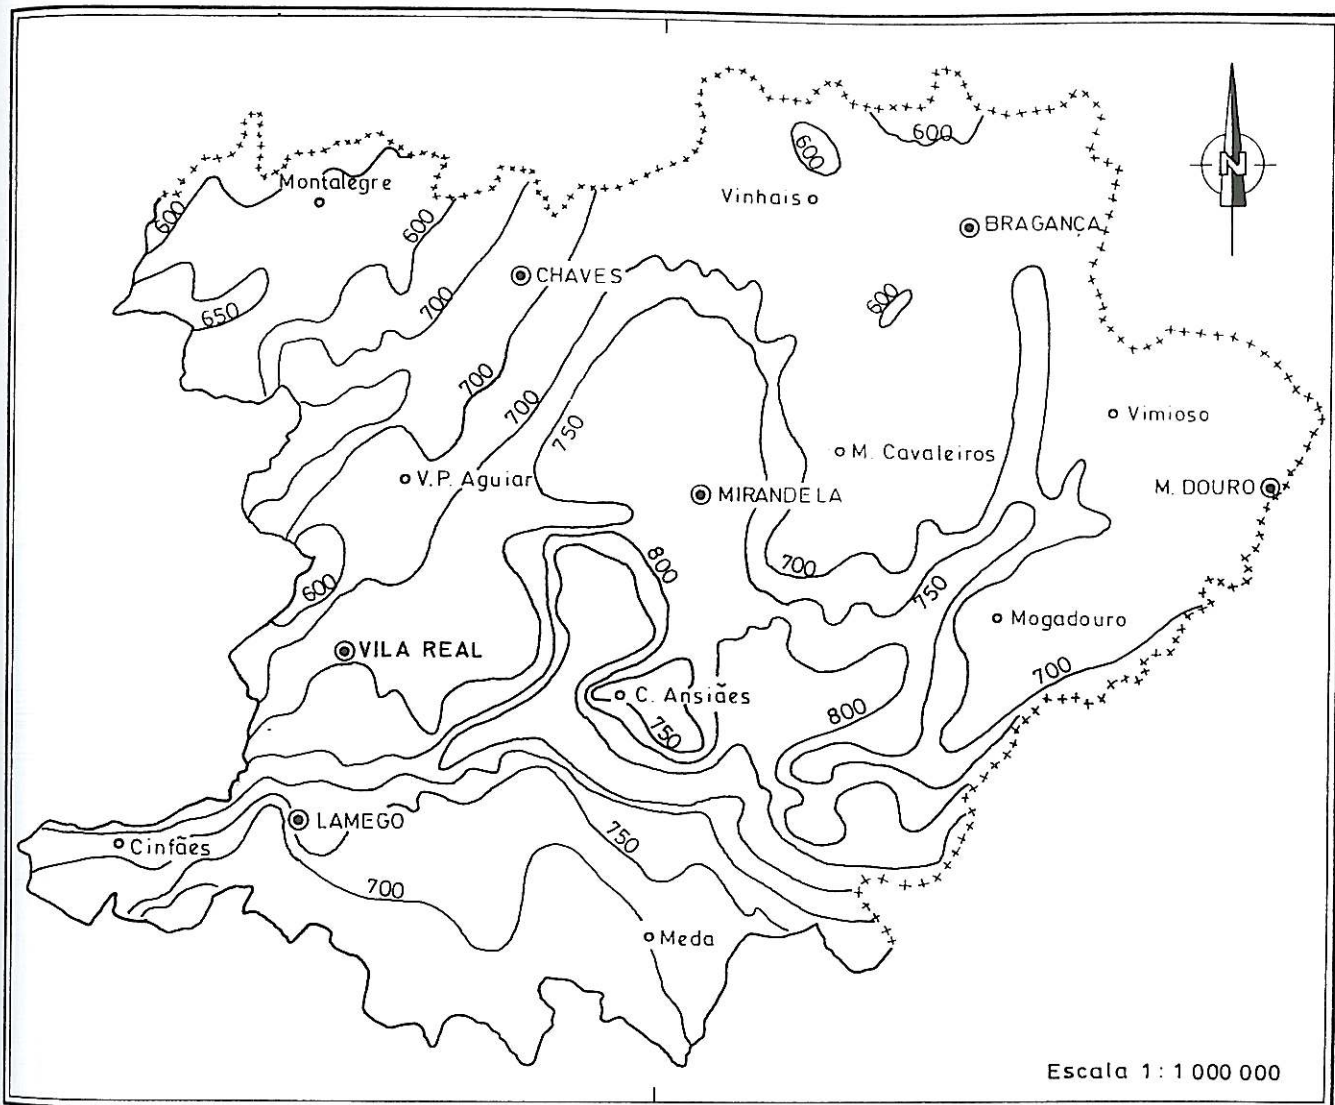 600
600
N
Montalegre
Vinhais
600
600
BRAGANÇA
CHAVES
650
700
600
700
700
750
Vimioso
M. Cavaleiros
V.P. Aguiar
MIRANDELA
M. DOURO
800
700
600
750
Mogadouro
VILA REAL
700
C. Ansiães
800
750
LAMEGO
Cinfães
750
700
Meda
Escala 1 : 1 000 000